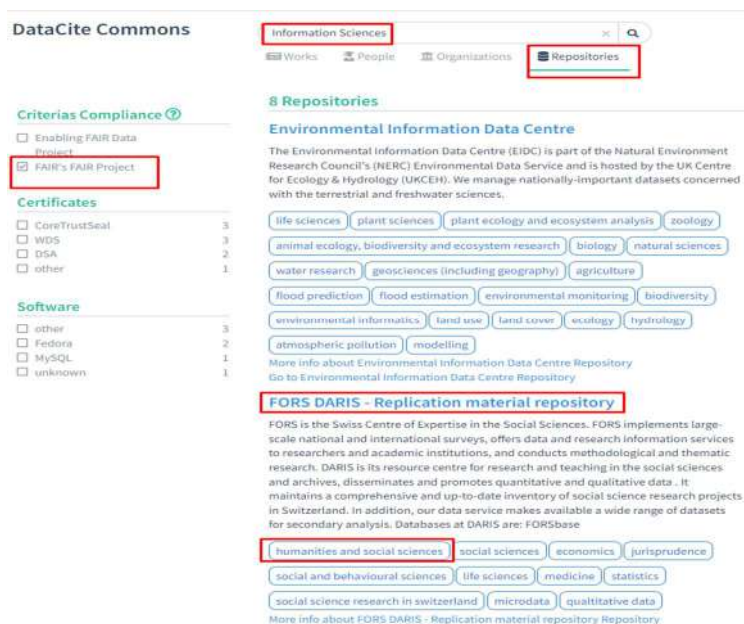 DataCite Commons
Information Sciences
Works People Organizations Repositories
Criterias Compliance
Enabling FAIR Data
Project
FAIR's FAIR Project
Certificates
CoreTrustSeal 3
WDS 3
DSA 2
other 1
Software
other 3
Fedora 2
MySQL 1
unknown 1
8 Repositories
Environmental Information Data Centre
The Environmental Information Data Centre (EIDC) is part of the Natural Environment
Research Council's (NERC) Environmental Data Service and is hosted by the UK Centre
for Ecology & Hydrology (UKCEH). We manage nationally-important datasets concerned
with the terrestrial and freshwater sciences.
life sciences plant sciences plant ecology and ecosystem analysis zoology
animal ecology, biodiversity and ecosystem research biology natural sciences
water research geosciences (including geography) agriculture
flood prediction flood estimation environmental monitoring biodiversity
environmental informatics land use land cover ecology hydrology
atmospheric pollution modelling
More info about Environmental Information Data Centre Repository
Go to Environmental Information Data Centre Repository
FORS DARIS - Replication material repository
FORS is the Swiss Centre of Expertise in the Social Sciences. FORS implements large-
scale national and international surveys, offers data and research information services
to researchers and academic institutions, and conducts methodological and thematic
research. DARIS is its resource centre for research and teaching in the social sciences
and archives, disseminates and promotes quantitative and qualitative data . It
maintains a comprehensive and up-to-date inventory of social science research projects
in Switzerland. In addition, our data service makes available a wide range of datasets
for secondary analysis. Databases at DARIS are: FORSbase
humanities and social sciences social sciences economics jurisprudence
social and behavioural sciences life sciences medicine statistics
social science research in switzerland microdata qualtitative data
More info about FORS DARIS - Replication material repository Repository